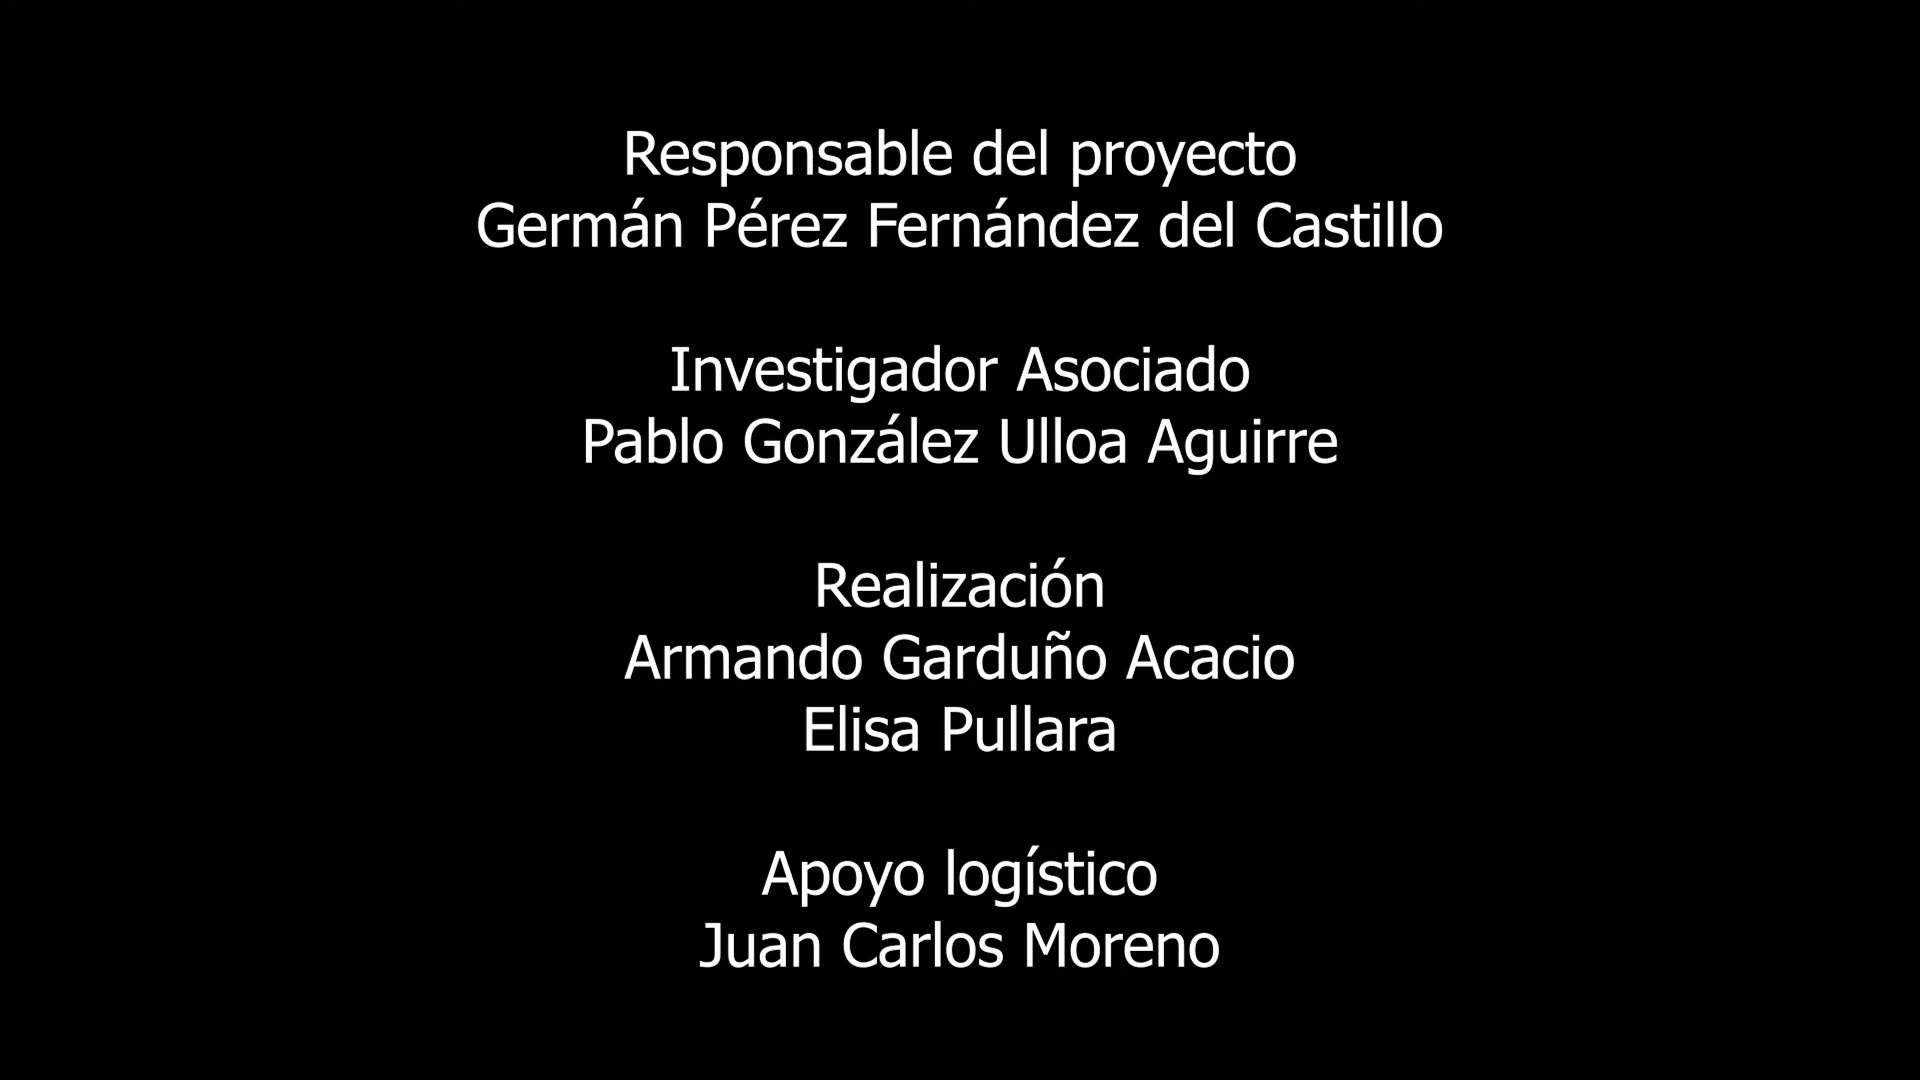 Responsable del proyecto
Germán Pérez Fernández del Castillo
Investigador Asociado
Pablo González Ulloa Aguirre
Realización
Armando Garduño Acacio
Elisa Pullara
Apoyo logístico
Juan Carlos Moreno